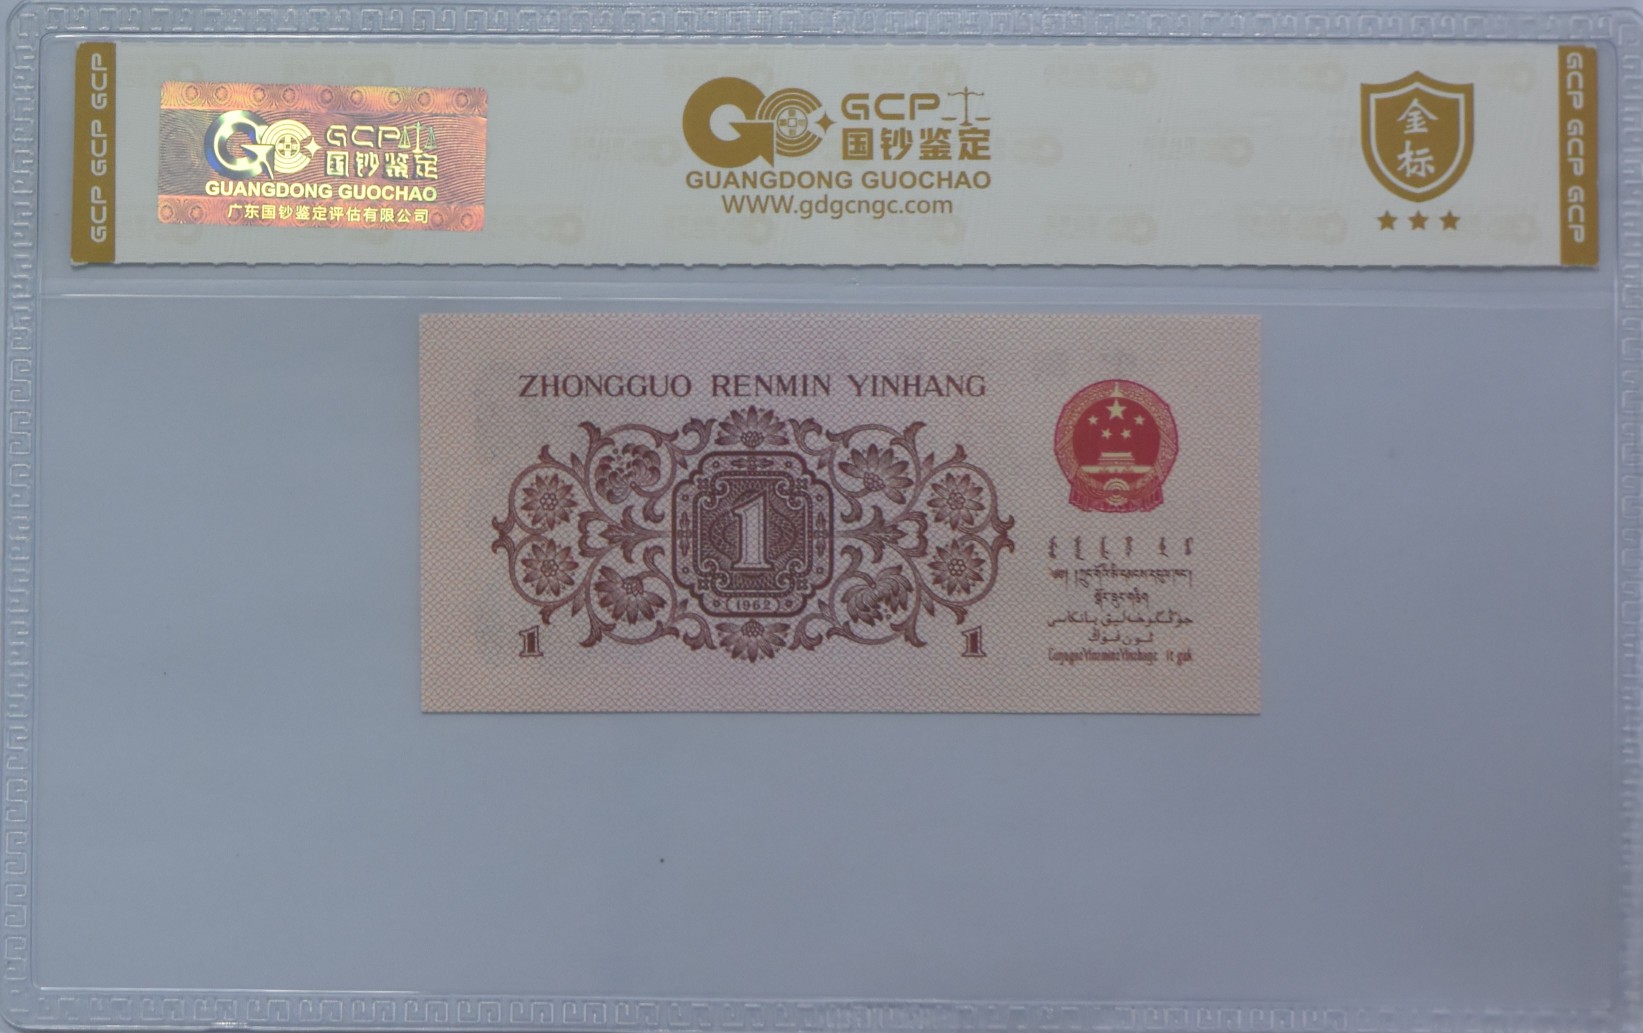 GCP GCP GCP
GCP
国钞鉴定
GUANGDONG GUOCHAO
广东国钞鉴定评估有限公司
GCP
国钞鉴定
GUANGDONG GUOCHAO
www.gdgcngc.com
金
标
GCP GCP GCP
ZHONGGUO RENMIN YINHANG
1
1962
1
1